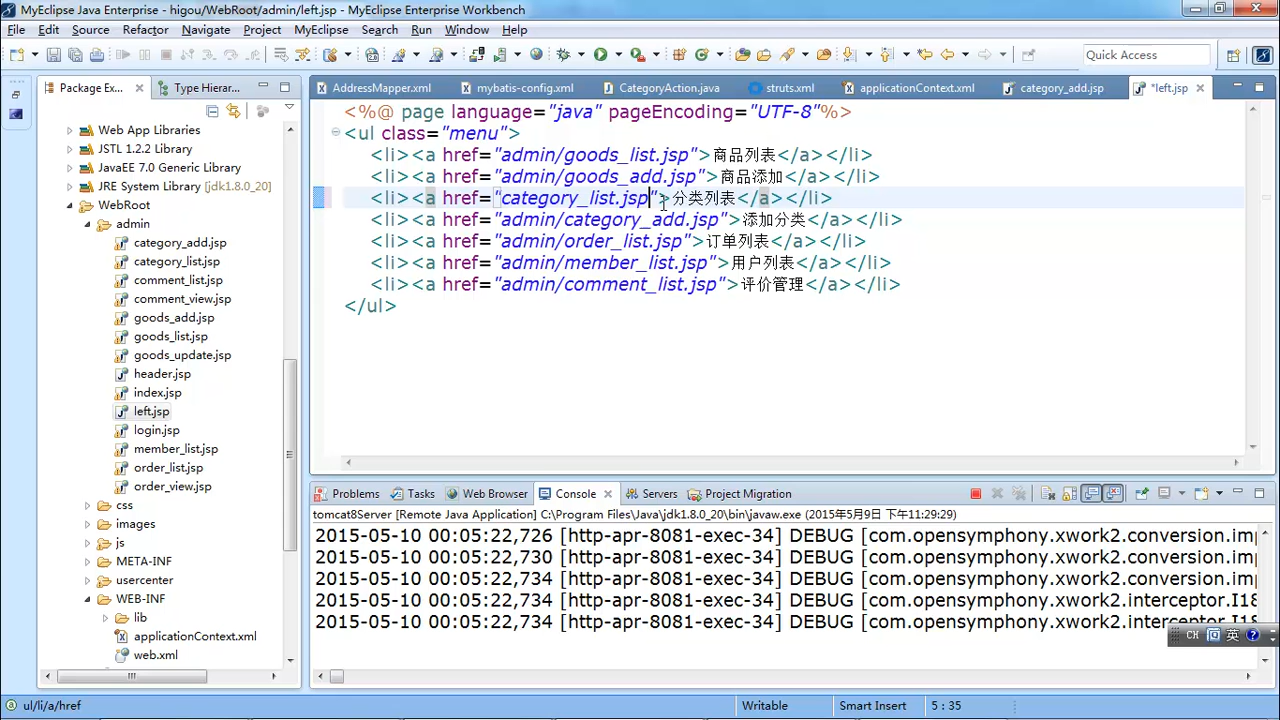 MyEclipse Java Enterprise - higou/WebRoot/admin/left.jsp - MyEclipse Enterprise Workbench
File Edit Source Refactor Navigate Project MyEclipse Search Run Window Help
Quick Access
Package Ex... Type Hierar...
Web App Libraries
JSTL 1.2.2 Library
JavaEE 7.0 Generic Library
JRE System Library [jdk1.8.0_20]
WebRoot
admin
category_add.jsp
category_list.jsp
comment_list.jsp
comment_view.jsp
goods_add.jsp
goods_list.jsp
goods_update.jsp
header.jsp
index.jsp
left.jsp
login.jsp
member_list.jsp
order_list.jsp
order_view.jsp
css
images
js
META-INF
usercenter
WEB-INF
lib
applicationContext.xml
web.xml
AddressMapper.xml mybatis-config.xml CategoryAction.java struts.xml applicationContext.xml category_add.jsp *left.jsp
<%@ page language="java" pageEncoding="UTF-8"%>
<ul class="menu">
<li><a href="admin/goods_list.jsp">商品列表</a></li>
<li><a href="admin/goods_add.jsp">商品添加</a></li>
<li><a href="category_list.jsp">分类列表</a></li>
<li><a href="admin/category_add.jsp">添加分类</a></li>
<li><a href="admin/order_list.jsp">订单列表</a></li>
<li><a href="admin/member_list.jsp">用户列表</a></li>
<li><a href="admin/comment_list.jsp">评价管理</a></li>
</ul>
Problems Tasks Web Browser Console Servers Project Migration
tomcat8Server [Remote Java Application] C:\Program Files\Java\jdk1.8.0_20\bin\javaw.exe (2015年5月9日 下午11:29:29)
2015-05-10 00:05:22,726 [http-apr-8081-exec-34] DEBUG [com.opensymphony.xwork2.conversion.imp
2015-05-10 00:05:22,734 [http-apr-8081-exec-34] DEBUG [com.opensymphony.xwork2.conversion.imp
2015-05-10 00:05:22,734 [http-apr-8081-exec-34] DEBUG [com.opensymphony.xwork2.conversion.imp
2015-05-10 00:05:22,734 [http-apr-8081-exec-34] DEBUG [com.opensymphony.xwork2.interceptor.I18
2015-05-10 00:05:22,734 [http-apr-8081-exec-34] DEBUG [com.opensymphony.xwork2.interceptor.I18
CH 英
ul/li/a/href Writable Smart Insert 5 : 35